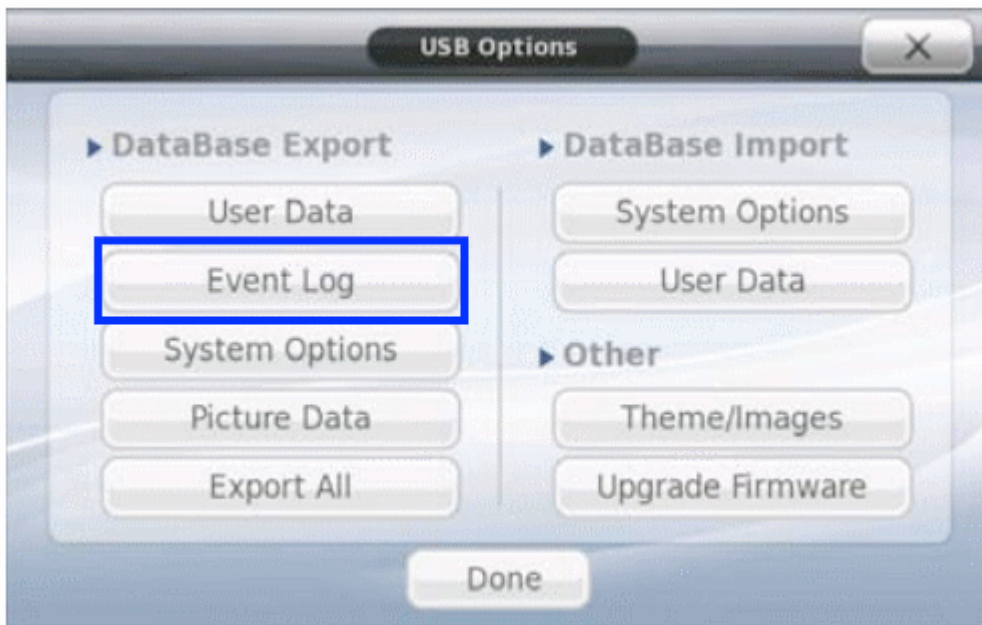 USB Options
DataBase Export
User Data
Event Log
System Options
Picture Data
Export All
DataBase Import
System Options
User Data
Other
Theme/Images
Upgrade Firmware
Done